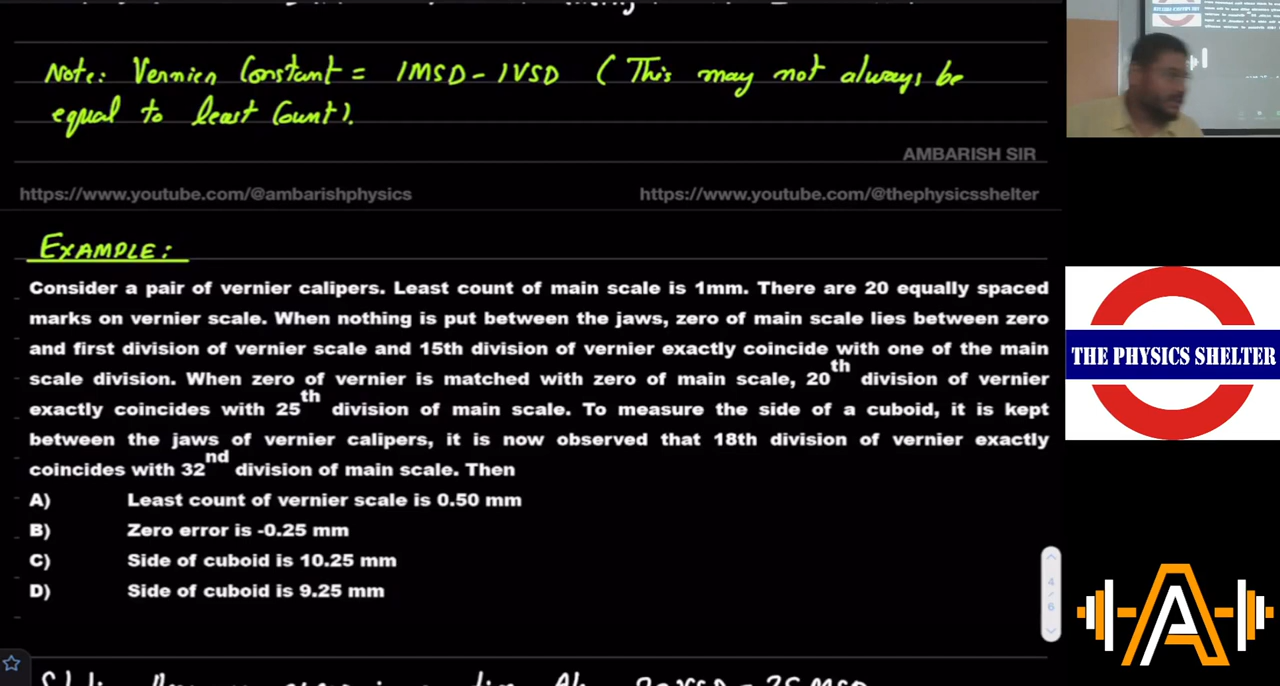 Note: Vernier Constant = 1MSD - 1VSD (This may not always be
equal to least Count).
AMBARISH SIR
https://www.youtube.com/@ambarishphysics https://www.youtube.com/@thephysicsshelter
EXAMPLE:
Consider a pair of vernier calipers. Least count of main scale is 1mm. There are 20 equally spaced
marks on vernier scale. When nothing is put between the jaws, zero of main scale lies between zero
and first division of vernier scale and 15th division of vernier exactly coincide with one of the main
scale division. When zero of vernier is matched with zero of main scale, 20th division of vernier
exactly coincides with 25th division of main scale. To measure the side of a cuboid, it is kept
between the jaws of vernier calipers, it is now observed that 18th division of vernier exactly
coincides with 32nd division of main scale. Then
A) Least count of vernier scale is 0.50 mm
B) Zero error is -0.25 mm
C) Side of cuboid is 10.25 mm
D) Side of cuboid is 9.25 mm
THE PHYSICS SHELTER
4
6
A